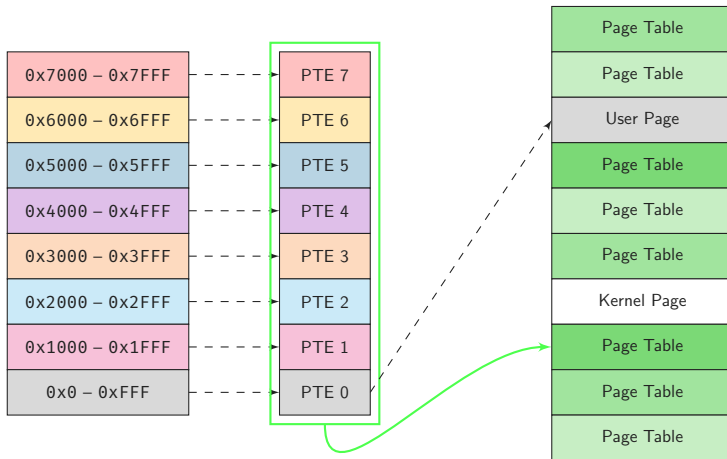 0x7000 – 0x7FFF
0x6000 – 0x6FFF
0x5000 – 0x5FFF
0x4000 – 0x4FFF
0x3000 – 0x3FFF
0x2000 – 0x2FFF
0x1000 – 0x1FFF
0x0 – 0xFFF
PTE 7
PTE 6
PTE 5
PTE 4
PTE 3
PTE 2
PTE 1
PTE 0
Page Table
Page Table
User Page
Page Table
Page Table
Page Table
Kernel Page
Page Table
Page Table
Page Table